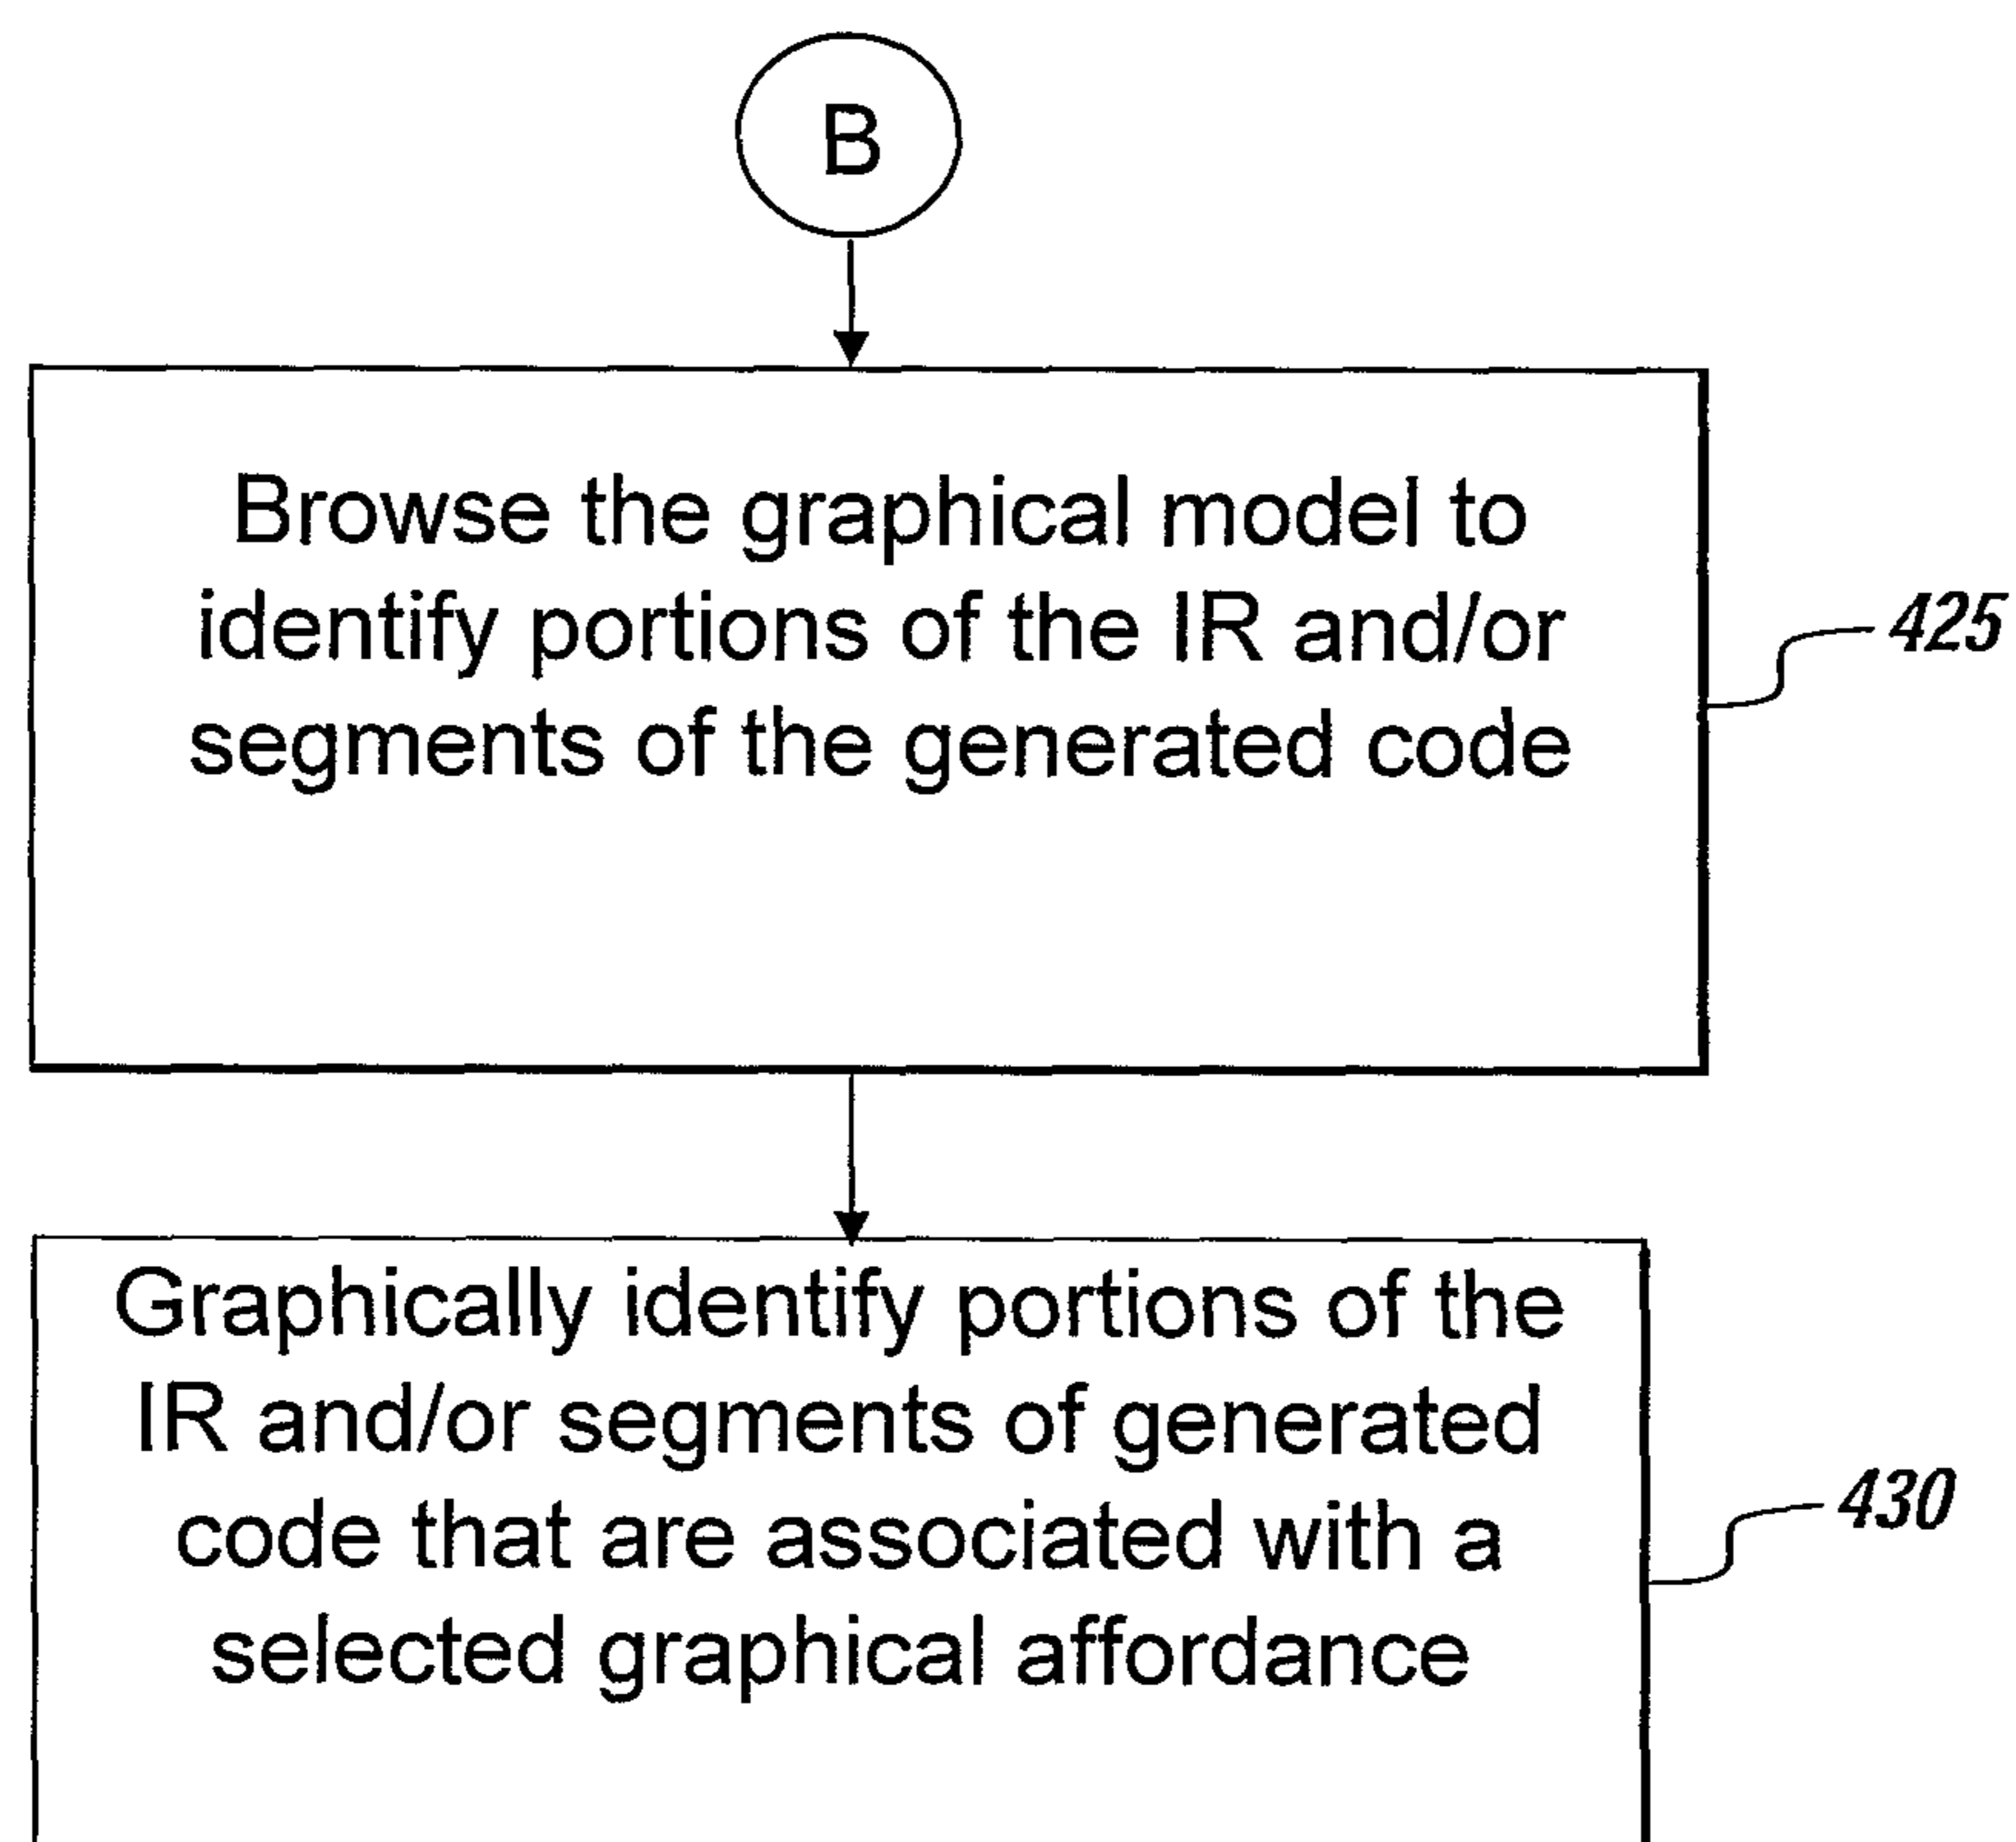 B
Browse the graphical model to
identify portions of the IR and/or
segments of the generated code
425
Graphically identify portions of the
IR and/or segments of generated
code that are associated with a
selected graphical affordance
430